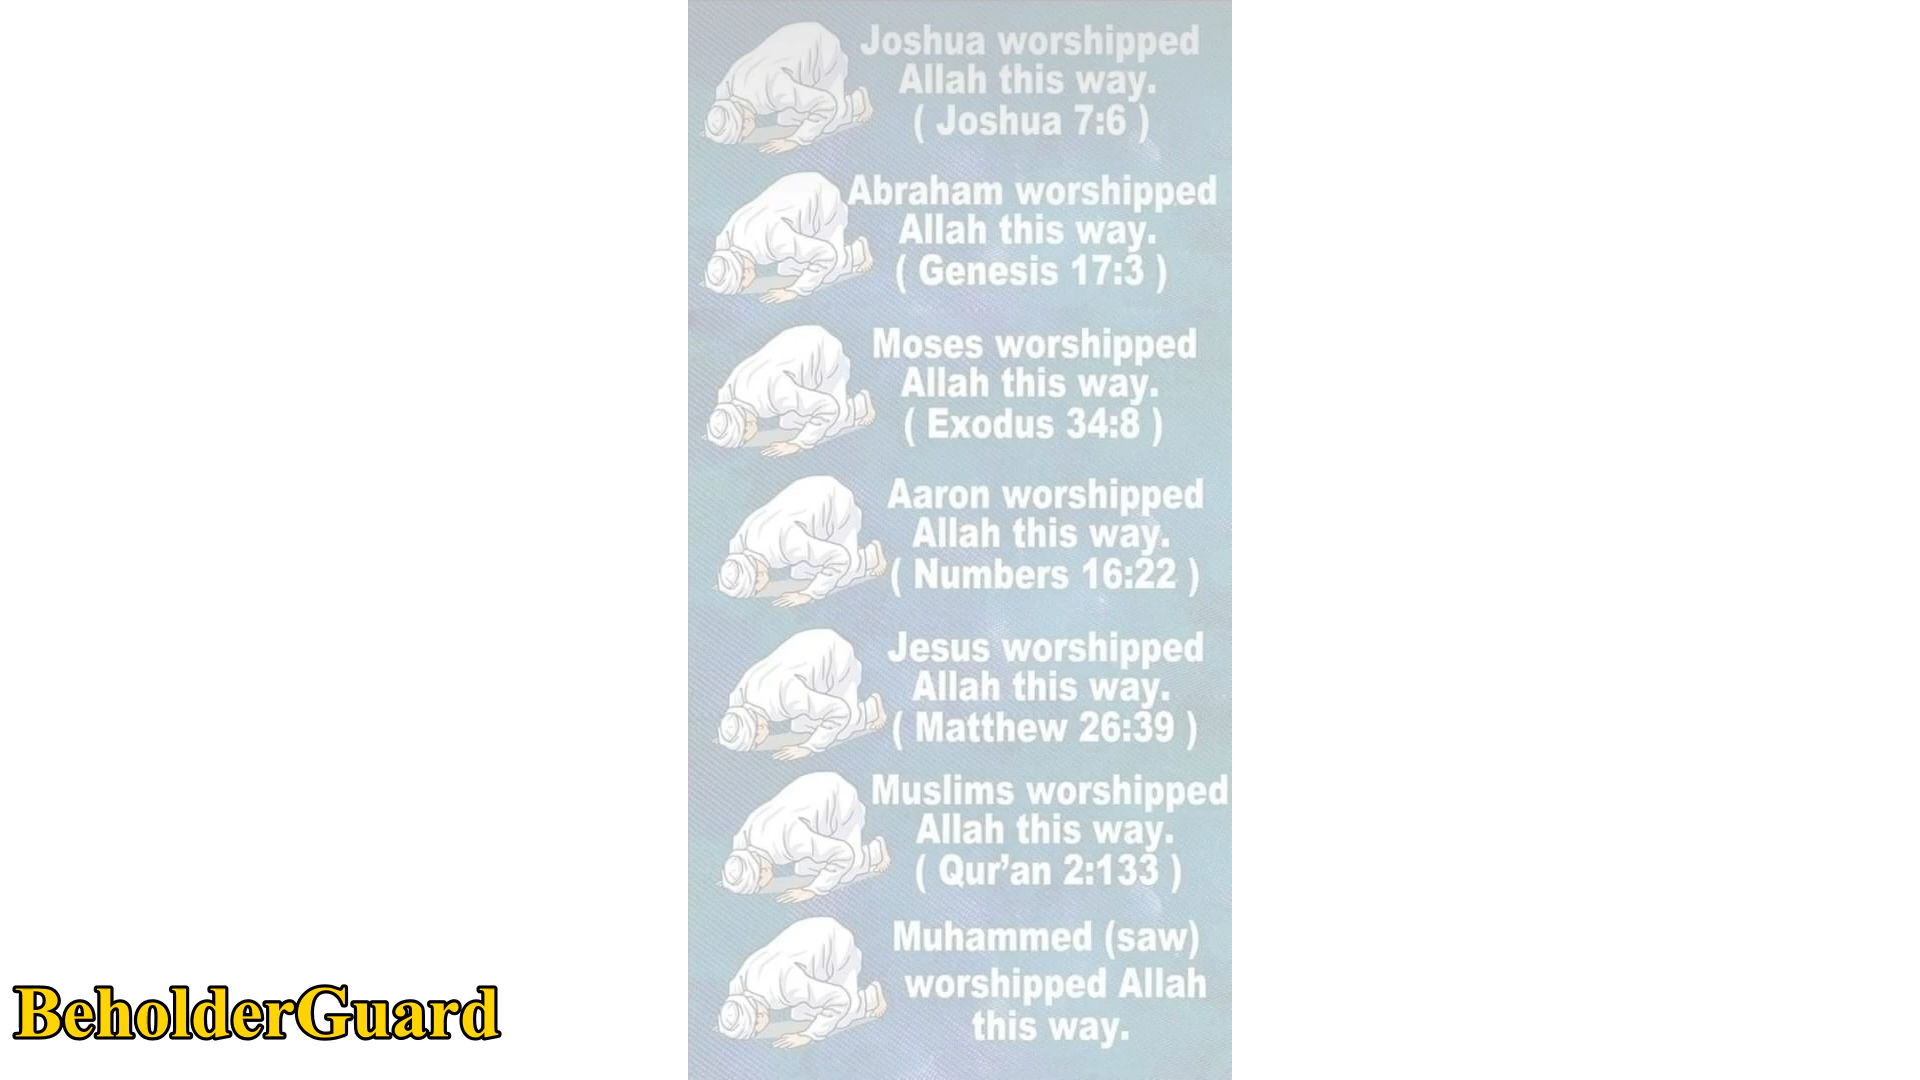 Joshua worshipped
Allah this way.
( Joshua 7:6 )
Abraham worshipped
Allah this way.
( Genesis 17:3 )
Moses worshipped
Allah this way.
( Exodus 34:8 )
Aaron worshipped
Allah this way.
( Numbers 16:22 )
Jesus worshipped
Allah this way.
( Matthew 26:39 )
Muslims worshipped
Allah this way.
( Qur’an 2:133 )
Muhammed (saw)
worshipped Allah
this way.
BeholderGuard